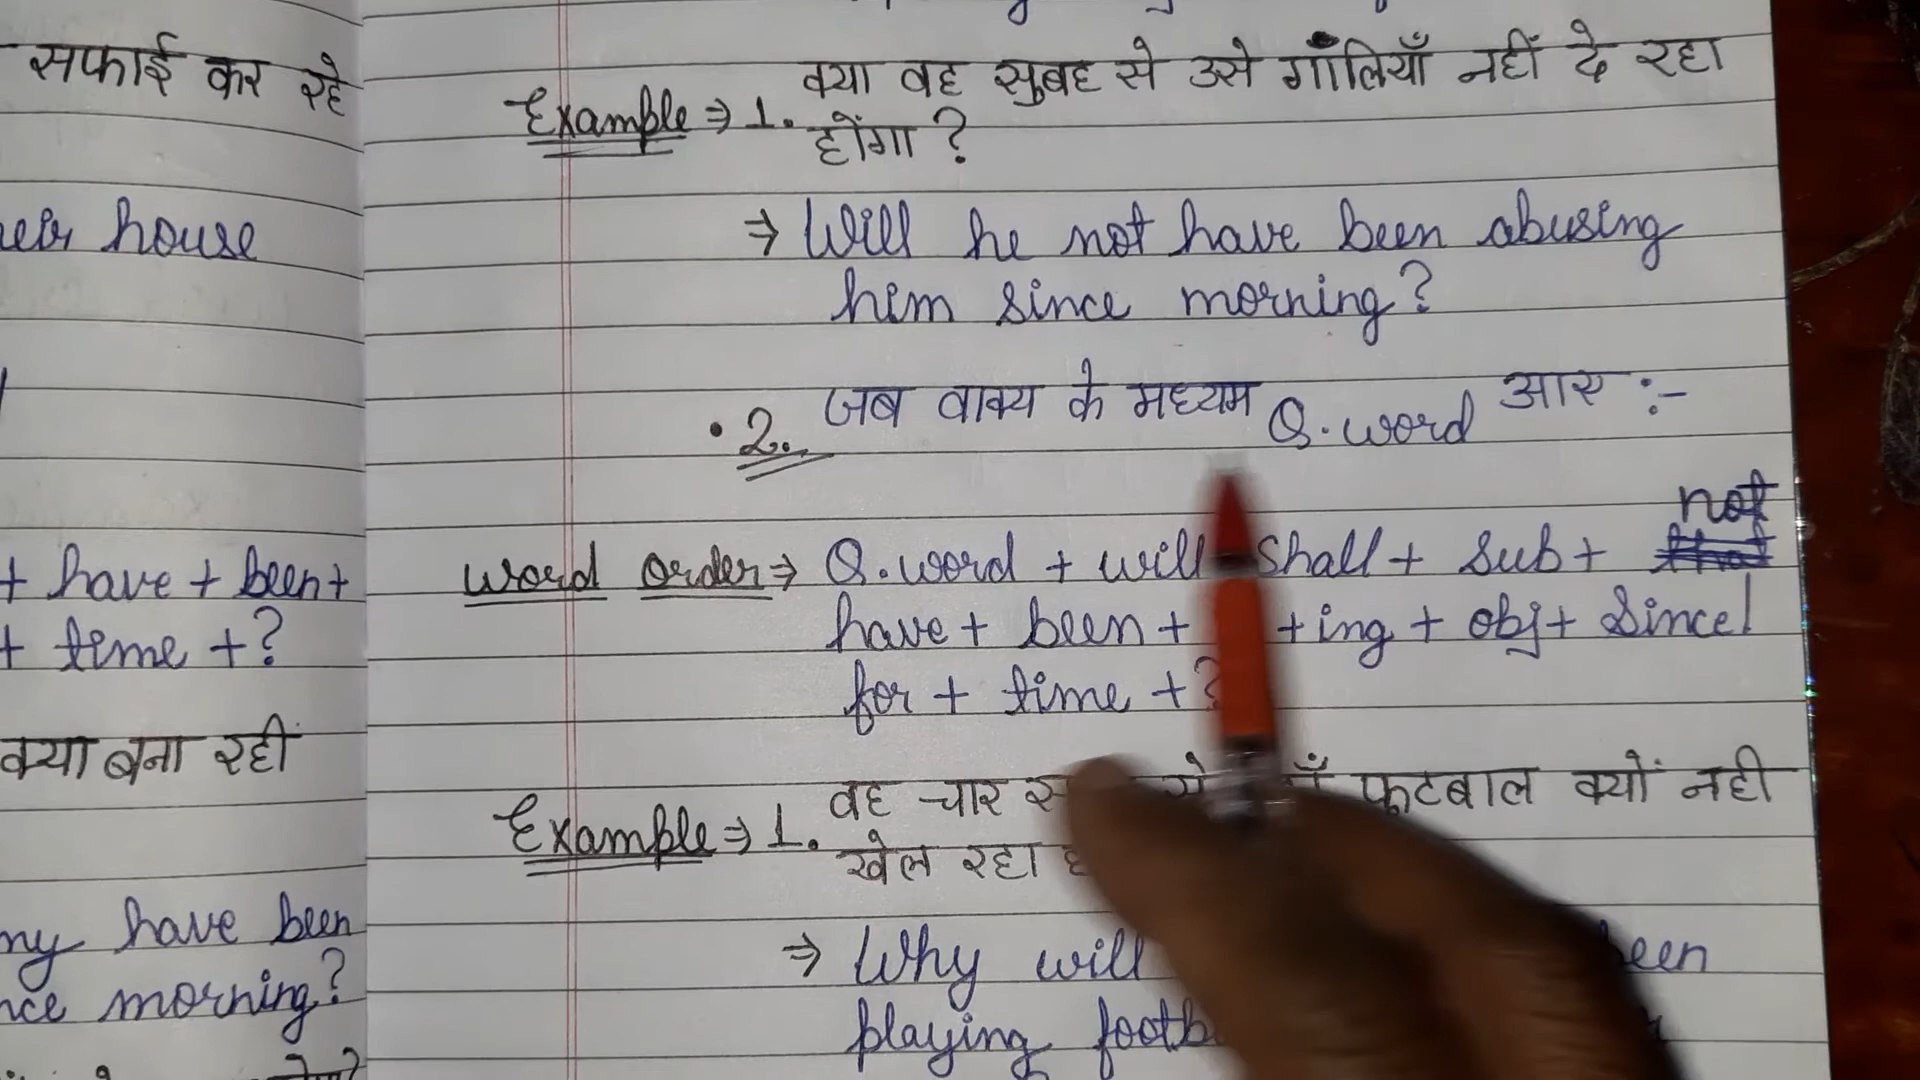 सफाई कर रहे
house
+ have + been +
+ time + ?
क्या बना रही
have been
morning?
क्या वह सुबह से उसे गालियाँ नहीं दे रहा
Example ⇒ 1.
होंगा ?
⇒ Will he not have been abusing
him since morning?
• 2.. जब वाक्य के मध्यम Q.word आए :-
not
word order ⇒ Q.word + will shall + sub +
have + been + + ing + obj + Since/
for + time + ?
वह चार फुटबाल क्यों नही
Example ⇒ 1.
खेल रहा
⇒ Why will been
playing